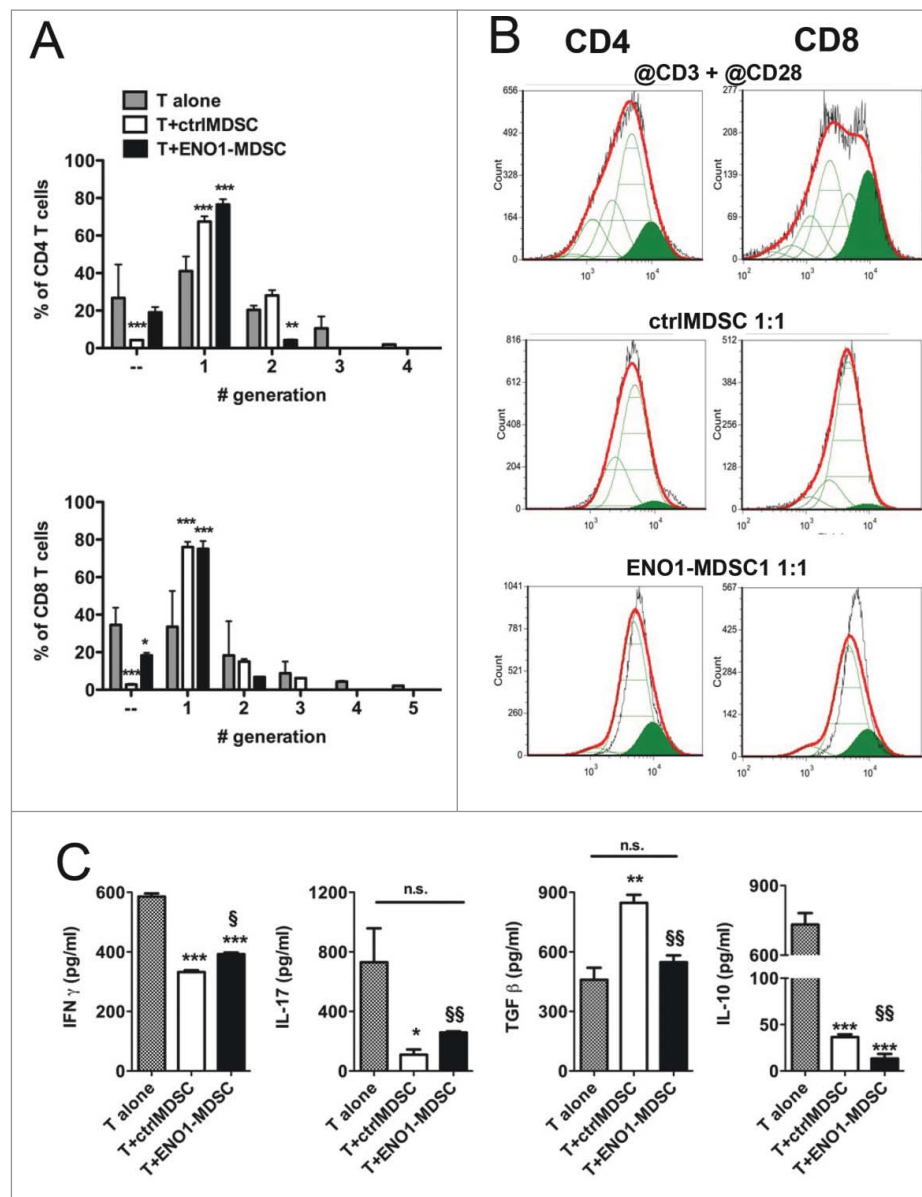 A
T alone
T+ctrlMDSC
T+ENO1-MDSC
% of CD4 T cells
100
80
60
40
20
0
***
***
***
**
-- 1 2 3 4
# generation
% of CD8 T cells
100
80
60
40
20
0
***
*
***
***
-- 1 2 3 4 5
# generation
B
CD4 CD8
@CD3 + @CD28
Count
656
492
328
164
0
10³ 10⁴
Count
277
208
139
69
0
10² 10³ 10⁴
ctrlMDSC 1:1
Count
816
612
408
204
0
10³ 10⁴
Count
512
384
256
128
0
10² 10³ 10⁴
ENO1-MDSC1 1:1
Count
1041
781
521
260
0
10³ 10⁴
Count
567
425
284
142
0
10² 10³ 10⁴
C
IFN γ (pg/ml)
600
400
300
0
***
§
***
T alone
T+ctrlMDSC
T+ENO1-MDSC
IL-17 (pg/ml)
1200
800
400
0
n.s.
*
§§
T alone
T+ctrlMDSC
T+ENO1-MDSC
TGF β (pg/ml)
900
600
300
0
n.s.
**
§§
T alone
T+ctrlMDSC
T+ENO1-MDSC
IL-10 (pg/ml)
900
600
100
50
0
***
§§
***
T alone
T+ctrlMDSC
T+ENO1-MDSC